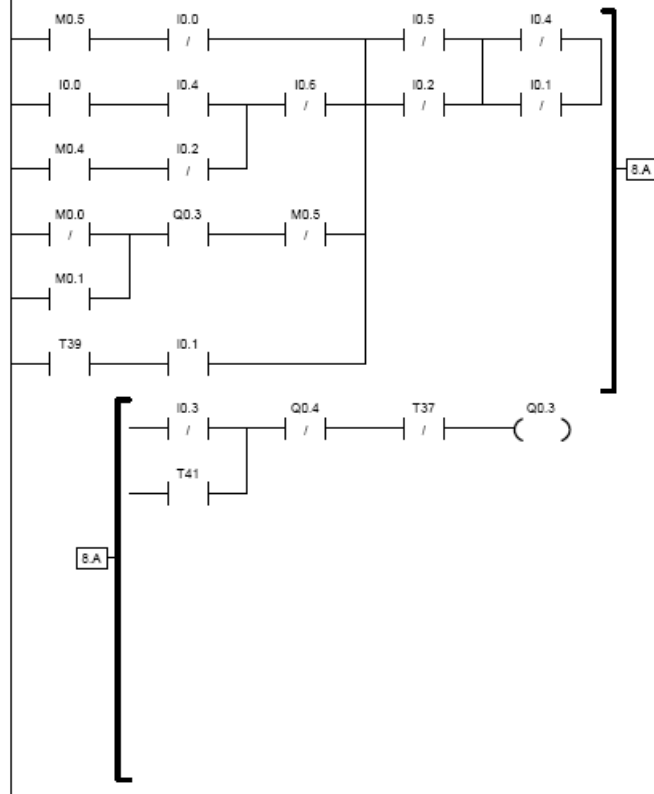 M0.5 I0.0 I0.5 I0.4
/ / /
I0.0 I0.4 I0.6 I0.2 I0.1
/ / /
M0.4 I0.2
/
8.A
M0.0 Q0.3 M0.5
/ /
M0.1
T39 I0.1
I0.3 Q0.4 T37 Q0.3
/ / /
T41
8.A